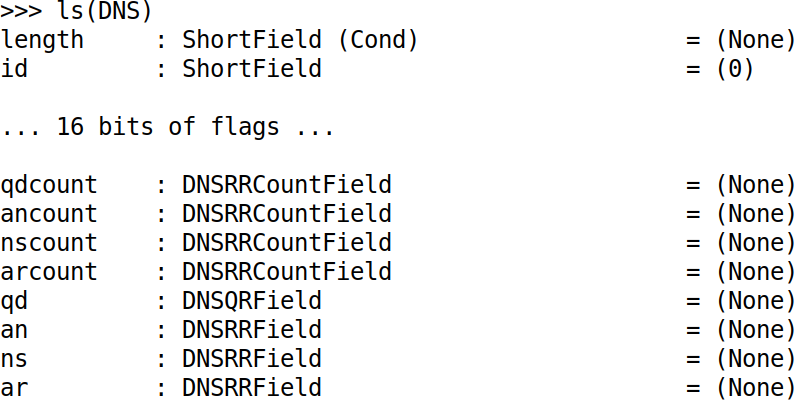 >>> ls(DNS)
length     : ShortField (Cond)                   = (None)
id         : ShortField                          = (0)
... 16 bits of flags ...
qdcount    : DNSRRCountField                     = (None)
ancount    : DNSRRCountField                     = (None)
nscount    : DNSRRCountField                     = (None)
arcount    : DNSRRCountField                     = (None)
qd         : DNSQRField                          = (None)
an         : DNSRRField                          = (None)
ns         : DNSRRField                          = (None)
ar         : DNSRRField                          = (None)